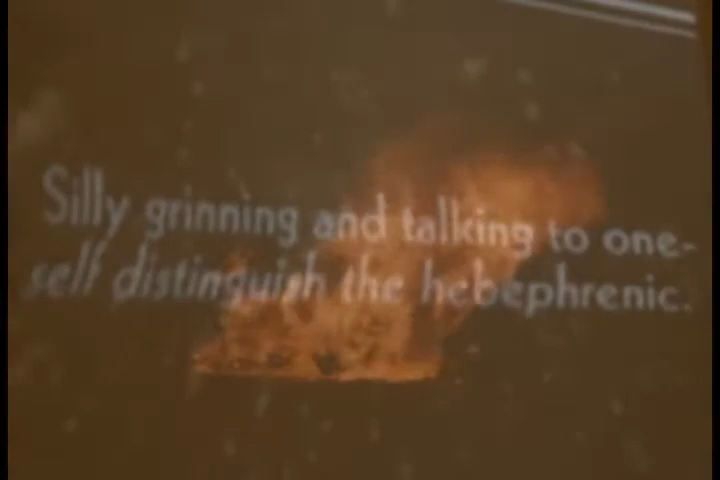 Silly grinning and talking to one-
self distinguish the hebephrenic.